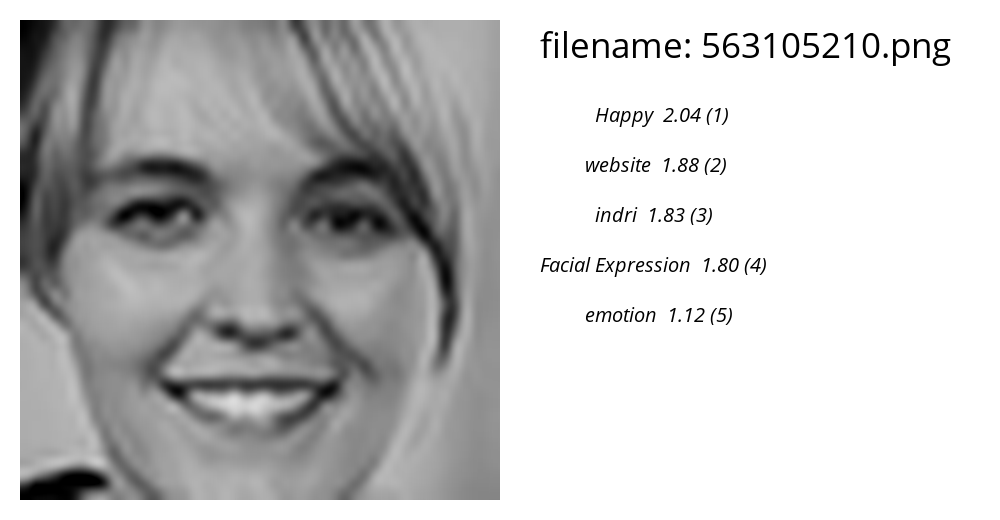 filename: 563105210.png
Happy 2.04 (1)
website 1.88 (2)
indri 1.83 (3)
Facial Expression 1.80 (4)
emotion 1.12 (5)